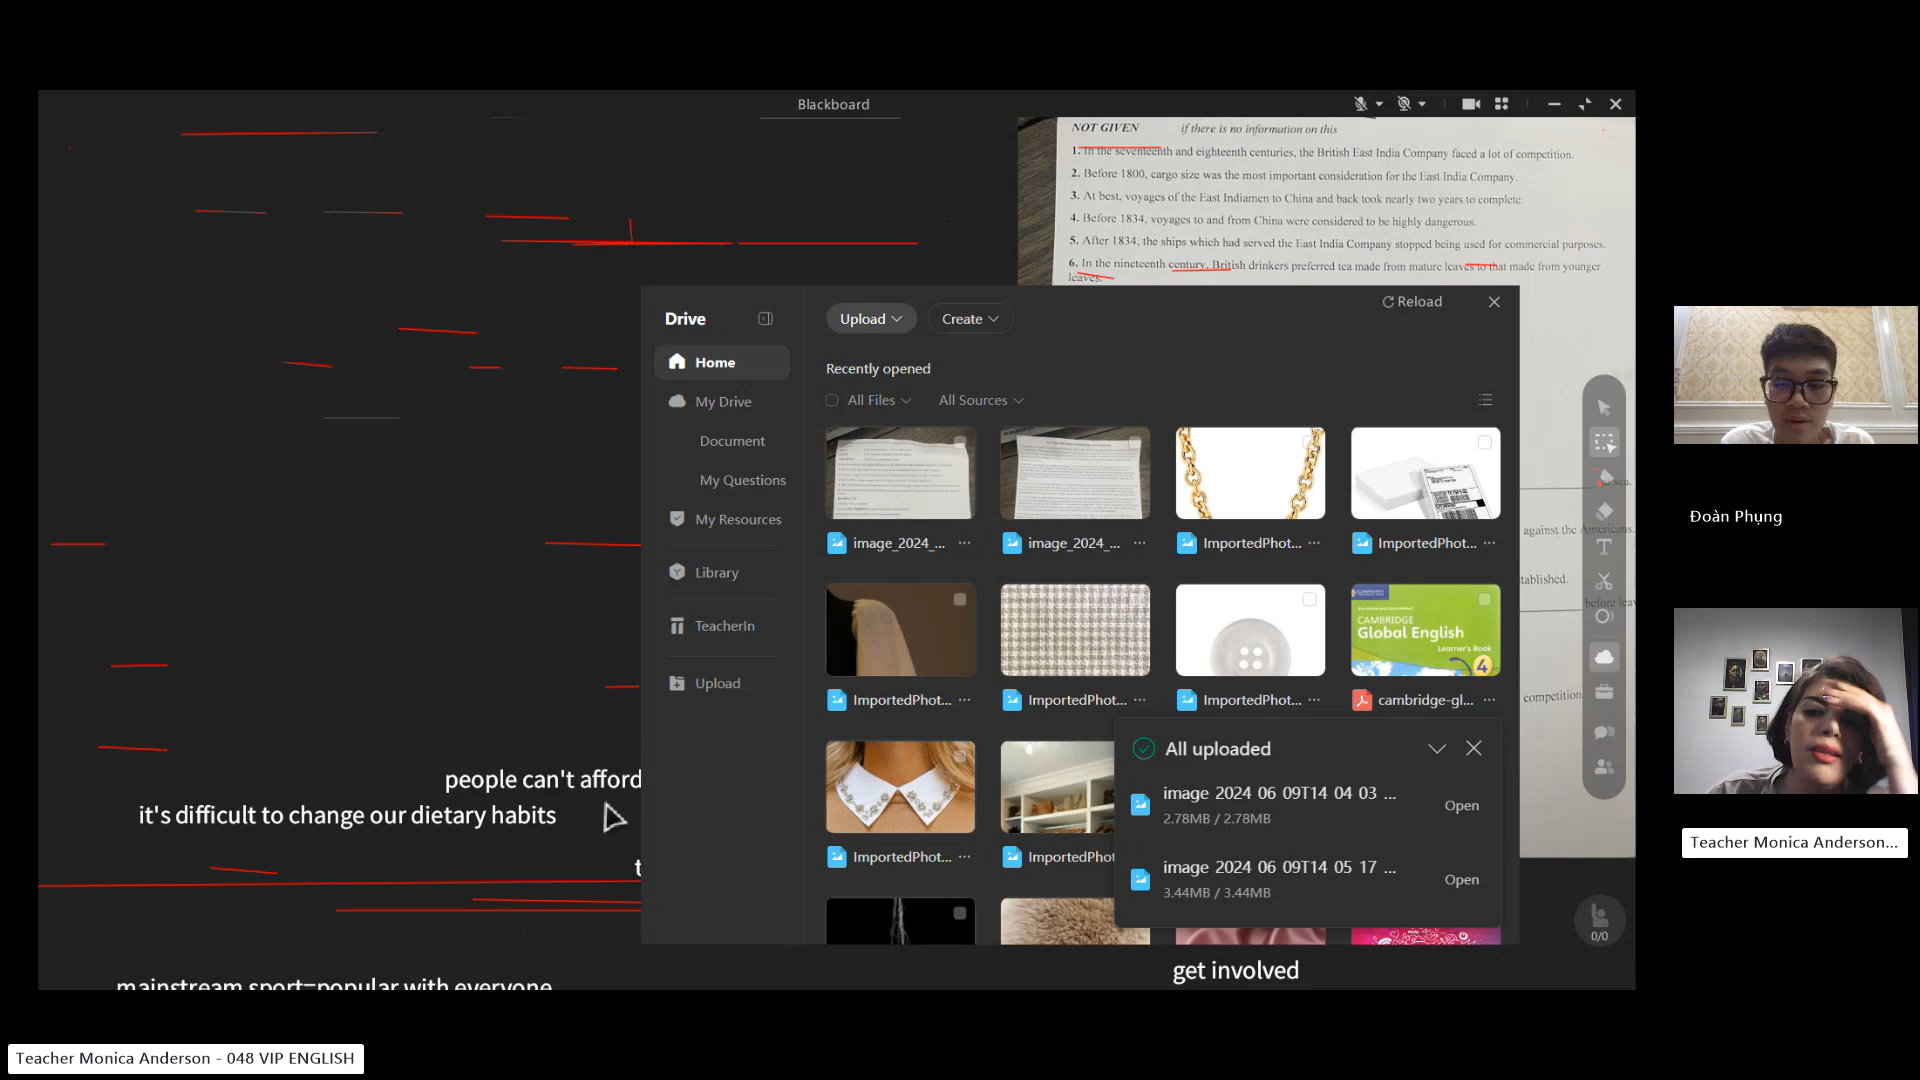 Blackboard
NOT GIVEN if there is no information on this
1. In the seventeenth and eighteenth centuries, the British East India Company faced a lot of competition.
2. Before 1800, cargo size was the most important consideration for the East India Company.
3. At best, voyages of the East Indiamen to China and back took nearly two years to complete.
4. Before 1834, voyages to and from China were considered to be highly dangerous.
5. After 1834, the ships which had served the East India Company stopped being used for commercial purposes.
6. In the nineteenth century, British drinkers preferred tea made from mature leaves to that made from younger
leaves.
Drive
Home
My Drive
Document
My Questions
My Resources
Library
TeacherIn
Upload
Reload
Upload
Create
Recently opened
All Files
All Sources
image_2024_... ···
image_2024_... ···
ImportedPhot... ···
ImportedPhot... ···
CAMBRIDGE
Global English
Learner's Book
4
ImportedPhot... ···
ImportedPhot... ···
ImportedPhot... ···
cambridge-gl... ···
ImportedPhot... ···
ImportedPhot
All uploaded
image 2024 06 09T14 04 03 ...
2.78MB / 2.78MB
Open
image 2024 06 09T14 05 17 ...
3.44MB / 3.44MB
Open
sea.
against the Americans.
tablished.
before leav
competition
people can't afford
it's difficult to change our dietary habits
t
mainstream sport=popular with everyone
get involved
0/0
Đoàn Phụng
Teacher Monica Anderson...
Teacher Monica Anderson - 048 VIP ENGLISH